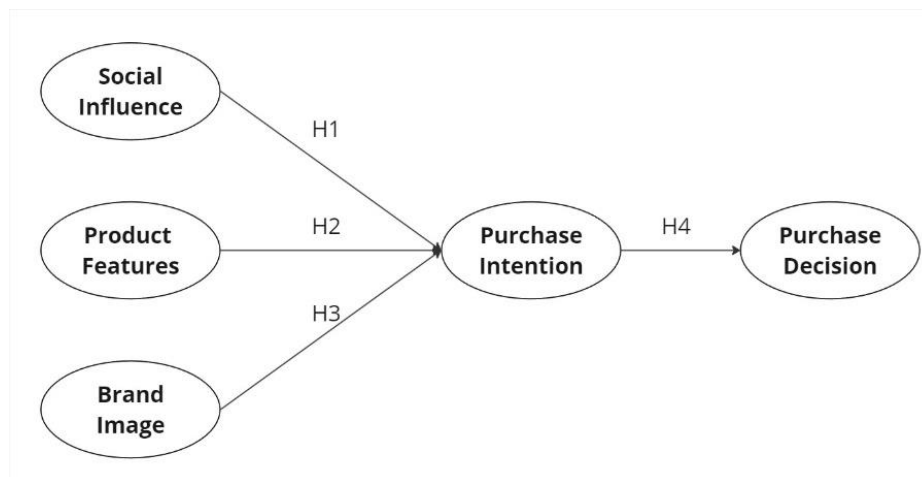 Social
Influence
H1
Product
Features
H2
Purchase
Intention
H4
Purchase
Decision
H3
Brand
Image